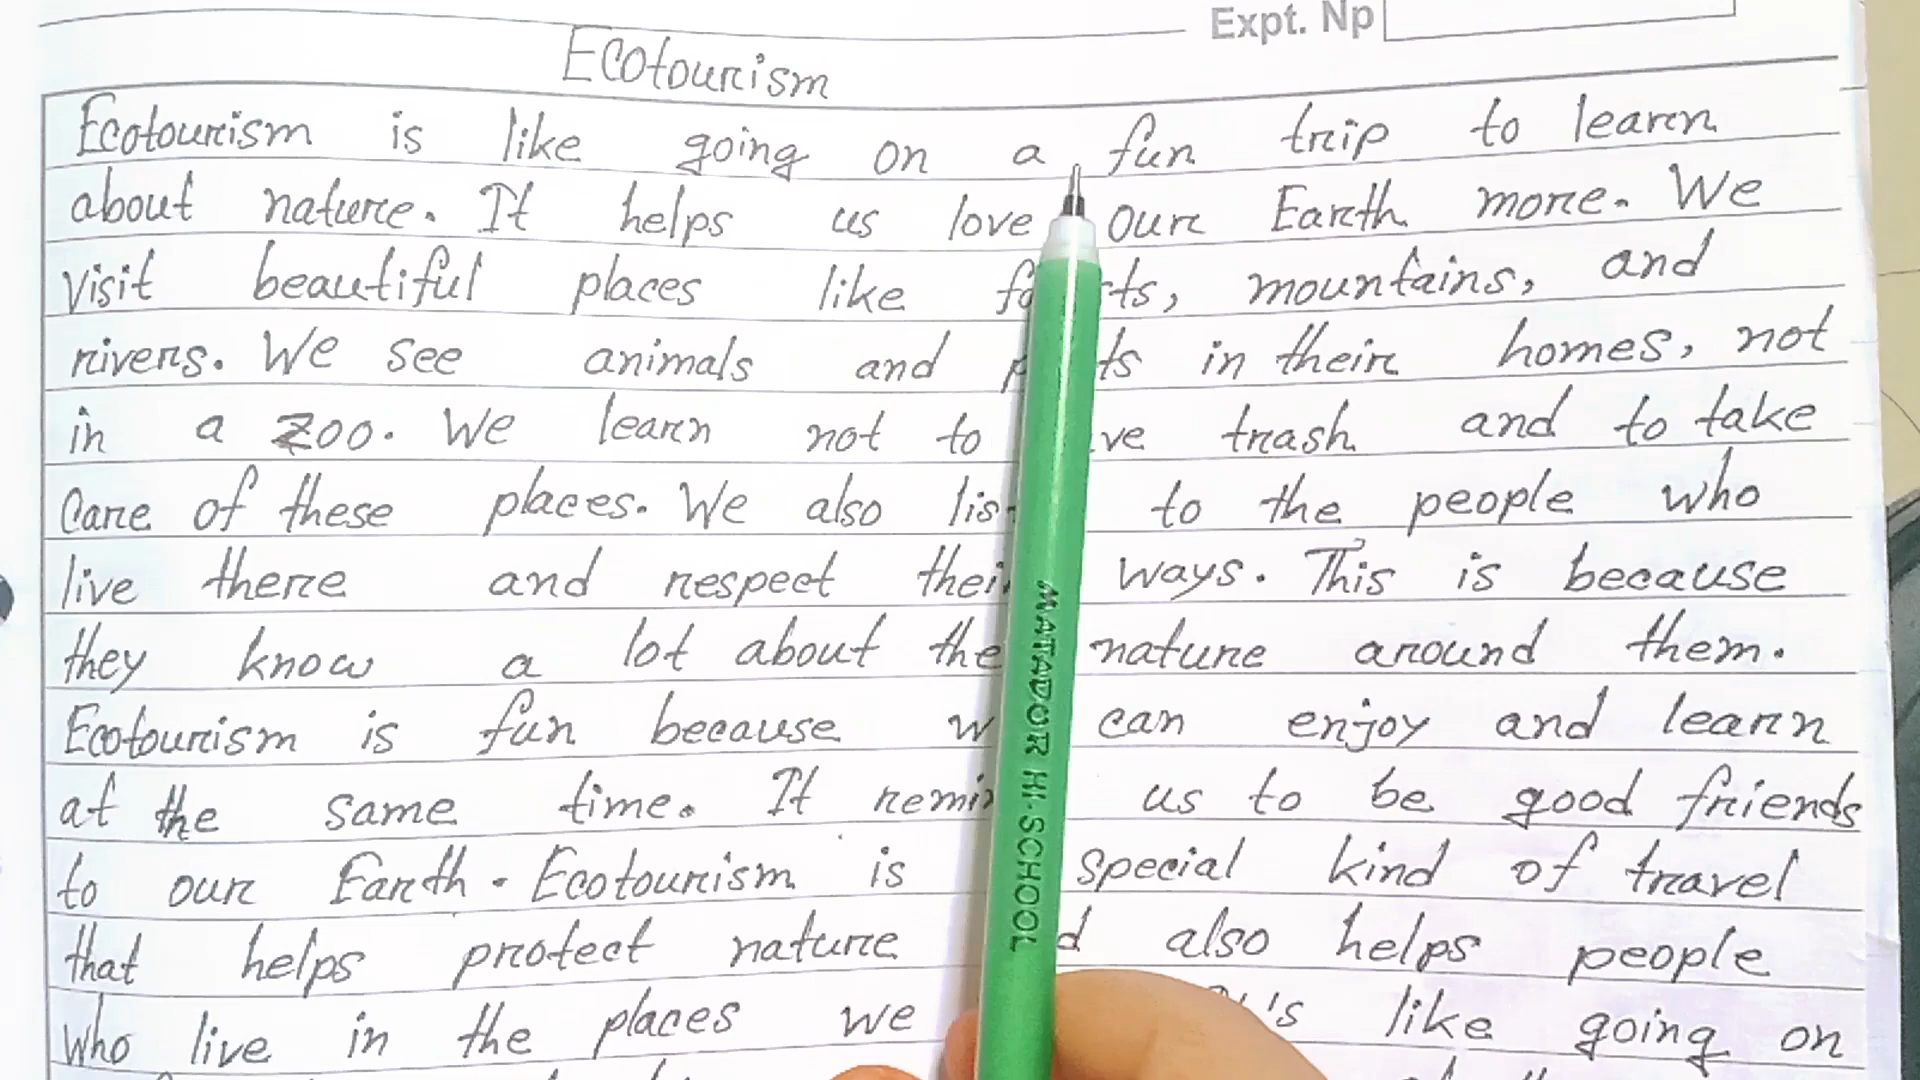 Expt. Np
Ecotourism
Ecotourism is like going on a fun trip to learn
about nature. It helps us love our Earth more. We
visit beautiful places like mountains, and
rivers. We see animals and in their homes, not
in a zoo. We learn not to trash and to take
care of these places. We also to the people who
live there and respect their ways. This is because
they know a lot about the nature around them.
Ecotourism is fun because can enjoy and learn
at the same time. It us to be good friends
to our Earth. Ecotourism is special kind of travel
that helps protect nature also helps people
who live in the places we like going on
MATADOR HI-SCHOOL